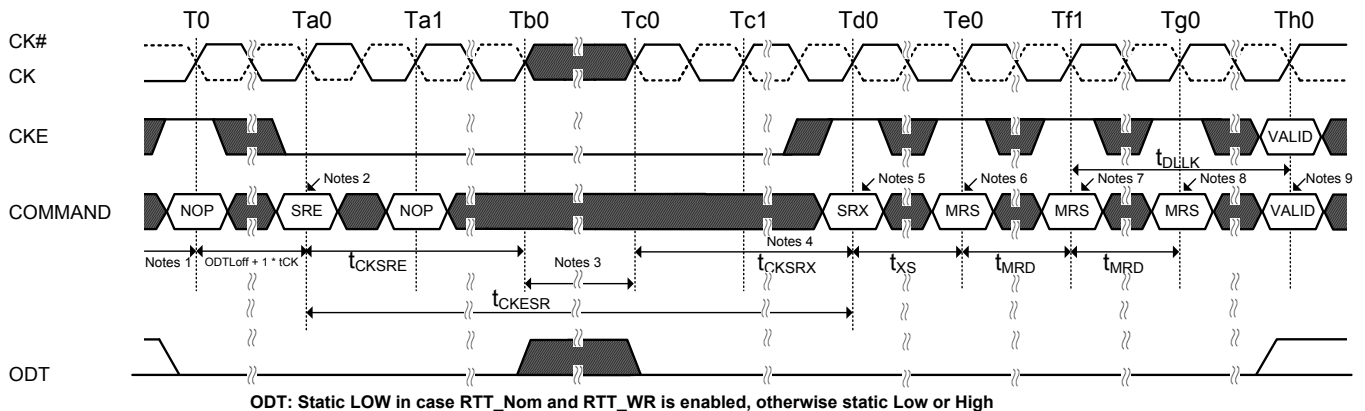 T0 Ta0 Ta1 Tb0 Tc0 Tc1 Td0 Te0 Tf1 Tg0 Th0
CK#
CK
CKE VALID
tDLLK
Notes 2 Notes 5 Notes 6 Notes 7 Notes 8 Notes 9
COMMAND NOP SRE NOP SRX MRS MRS MRS VALID
Notes 1 ODTLoff + 1 * tCK tCKSRE Notes 3 Notes 4 tCKSRX tXS tMRD tMRD
tCKESR
ODT
ODT: Static LOW in case RTT_Nom and RTT_WR is enabled, otherwise static Low or High